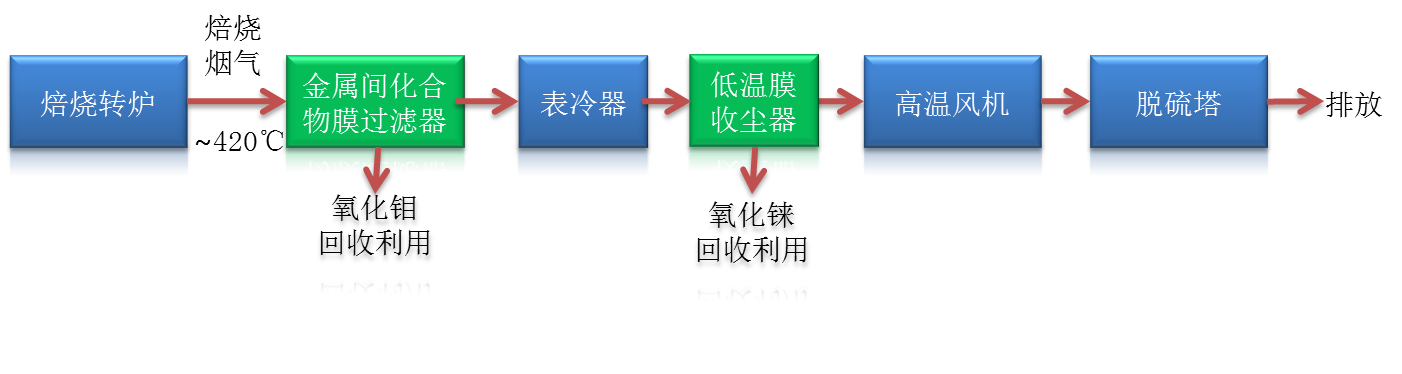 焙烧转炉
焙烧
烟气
~420℃
金属间化合
物膜过滤器
氧化钼
回收利用
表冷器
低温膜
收尘器
氧化铼
回收利用
高温风机
脱硫塔
排放